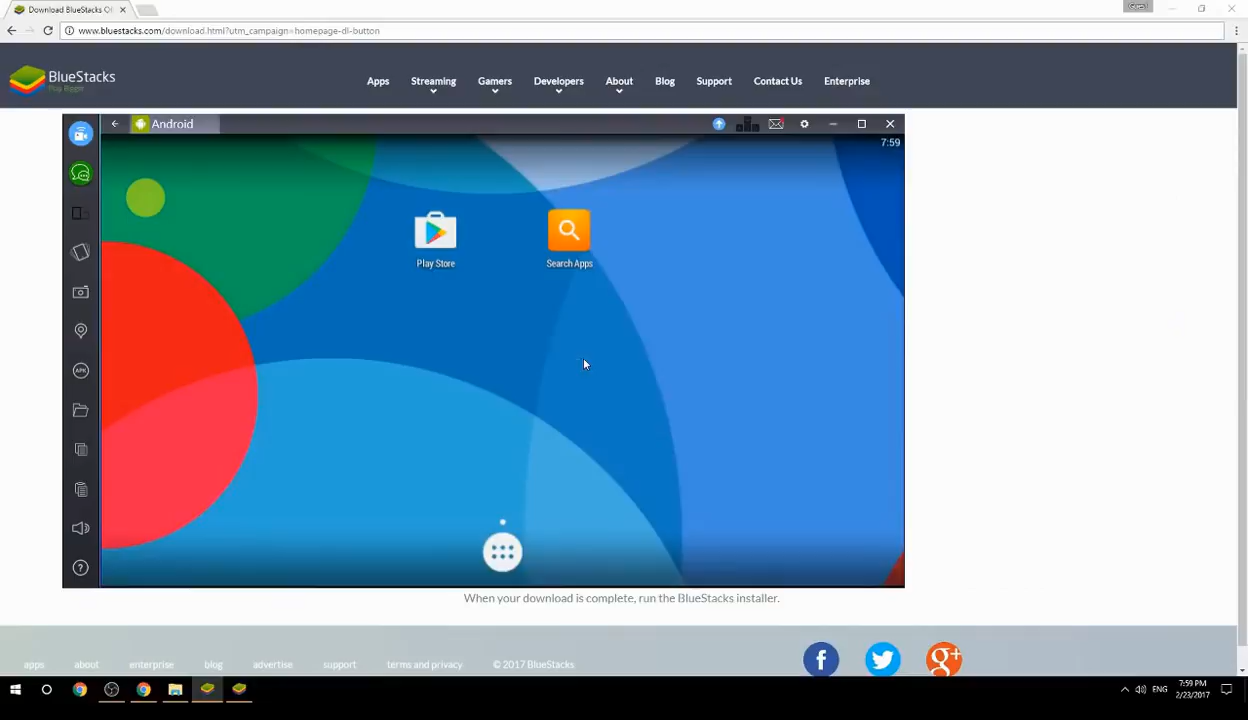 Download BlueStacks Of
www.bluestacks.com/download.html?utm_campaign=homepage-dl-button
BlueStacks
Play Bigger
Apps Streaming Gamers Developers About Blog Support Contact Us Enterprise
Android
7:59
Play Store
Search Apps
APK
When your download is complete, run the BlueStacks installer.
apps about enterprise blog advertise support terms and privacy © 2017 BlueStacks
f
g+
ENG
7:59 PM
2/23/2017